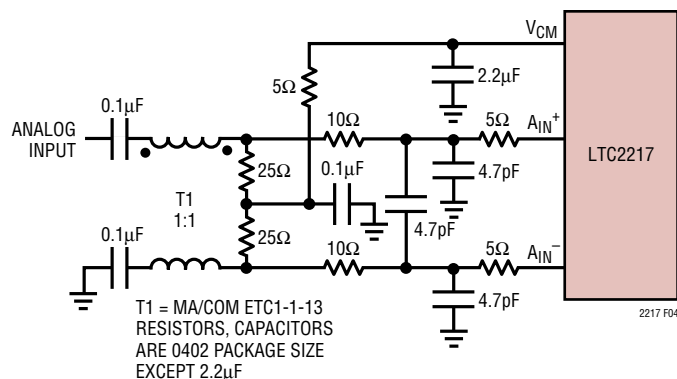 VCM
5Ω
2.2µF
0.1µF
ANALOG
INPUT
10Ω
5Ω
AIN+
LTC2217
25Ω
0.1µF
4.7pF
T1
1:1
4.7pF
0.1µF
25Ω
10Ω
5Ω
AIN–
4.7pF
T1 = MA/COM ETC1-1-13
RESISTORS, CAPACITORS
ARE 0402 PACKAGE SIZE
EXCEPT 2.2µF
2217 F04